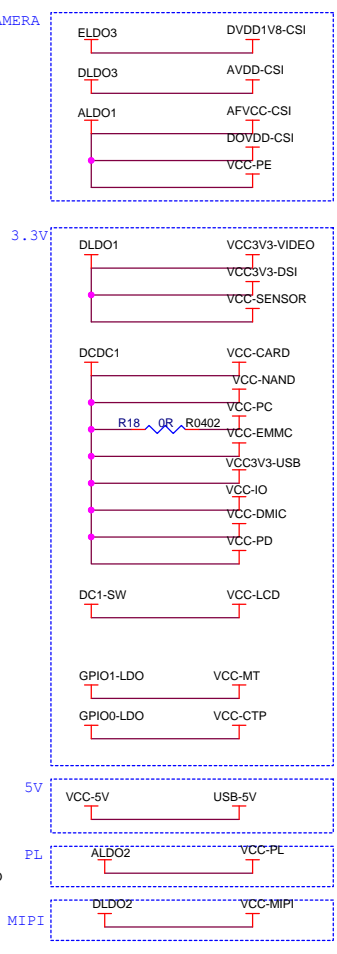 AMERA
ELDO3 DVDD1V8-CSI
DLDO3 AVDD-CSI
ALDO1 AFVCC-CSI
DOVDD-CSI
VCC-PE
3.3V
DLDO1 VCC3V3-VIDEO
VCC3V3-DSI
VCC-SENSOR
DCDC1 VCC-CARD
VCC-NAND
VCC-PC
R18 0R R0402
VCC-EMMC
VCC3V3-USB
VCC-IO
VCC-DMIC
VCC-PD
DC1-SW VCC-LCD
GPIO1-LDO VCC-MT
GPIO0-LDO VCC-CTP
5V
VCC-5V USB-5V
PL
ALDO2 VCC-PL
MIPI
DLDO2 VCC-MIPI